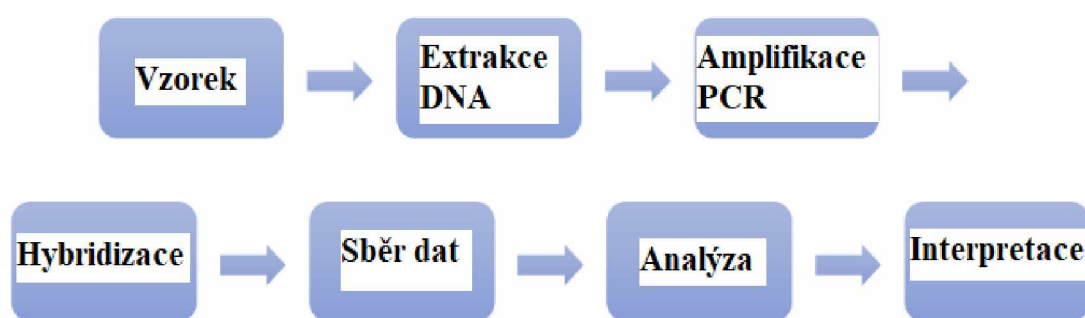 Vzorek
Extrakce
DNA
Amplifikace
PCR
Hybridizace
Sběr dat
Analýza
Interpretace